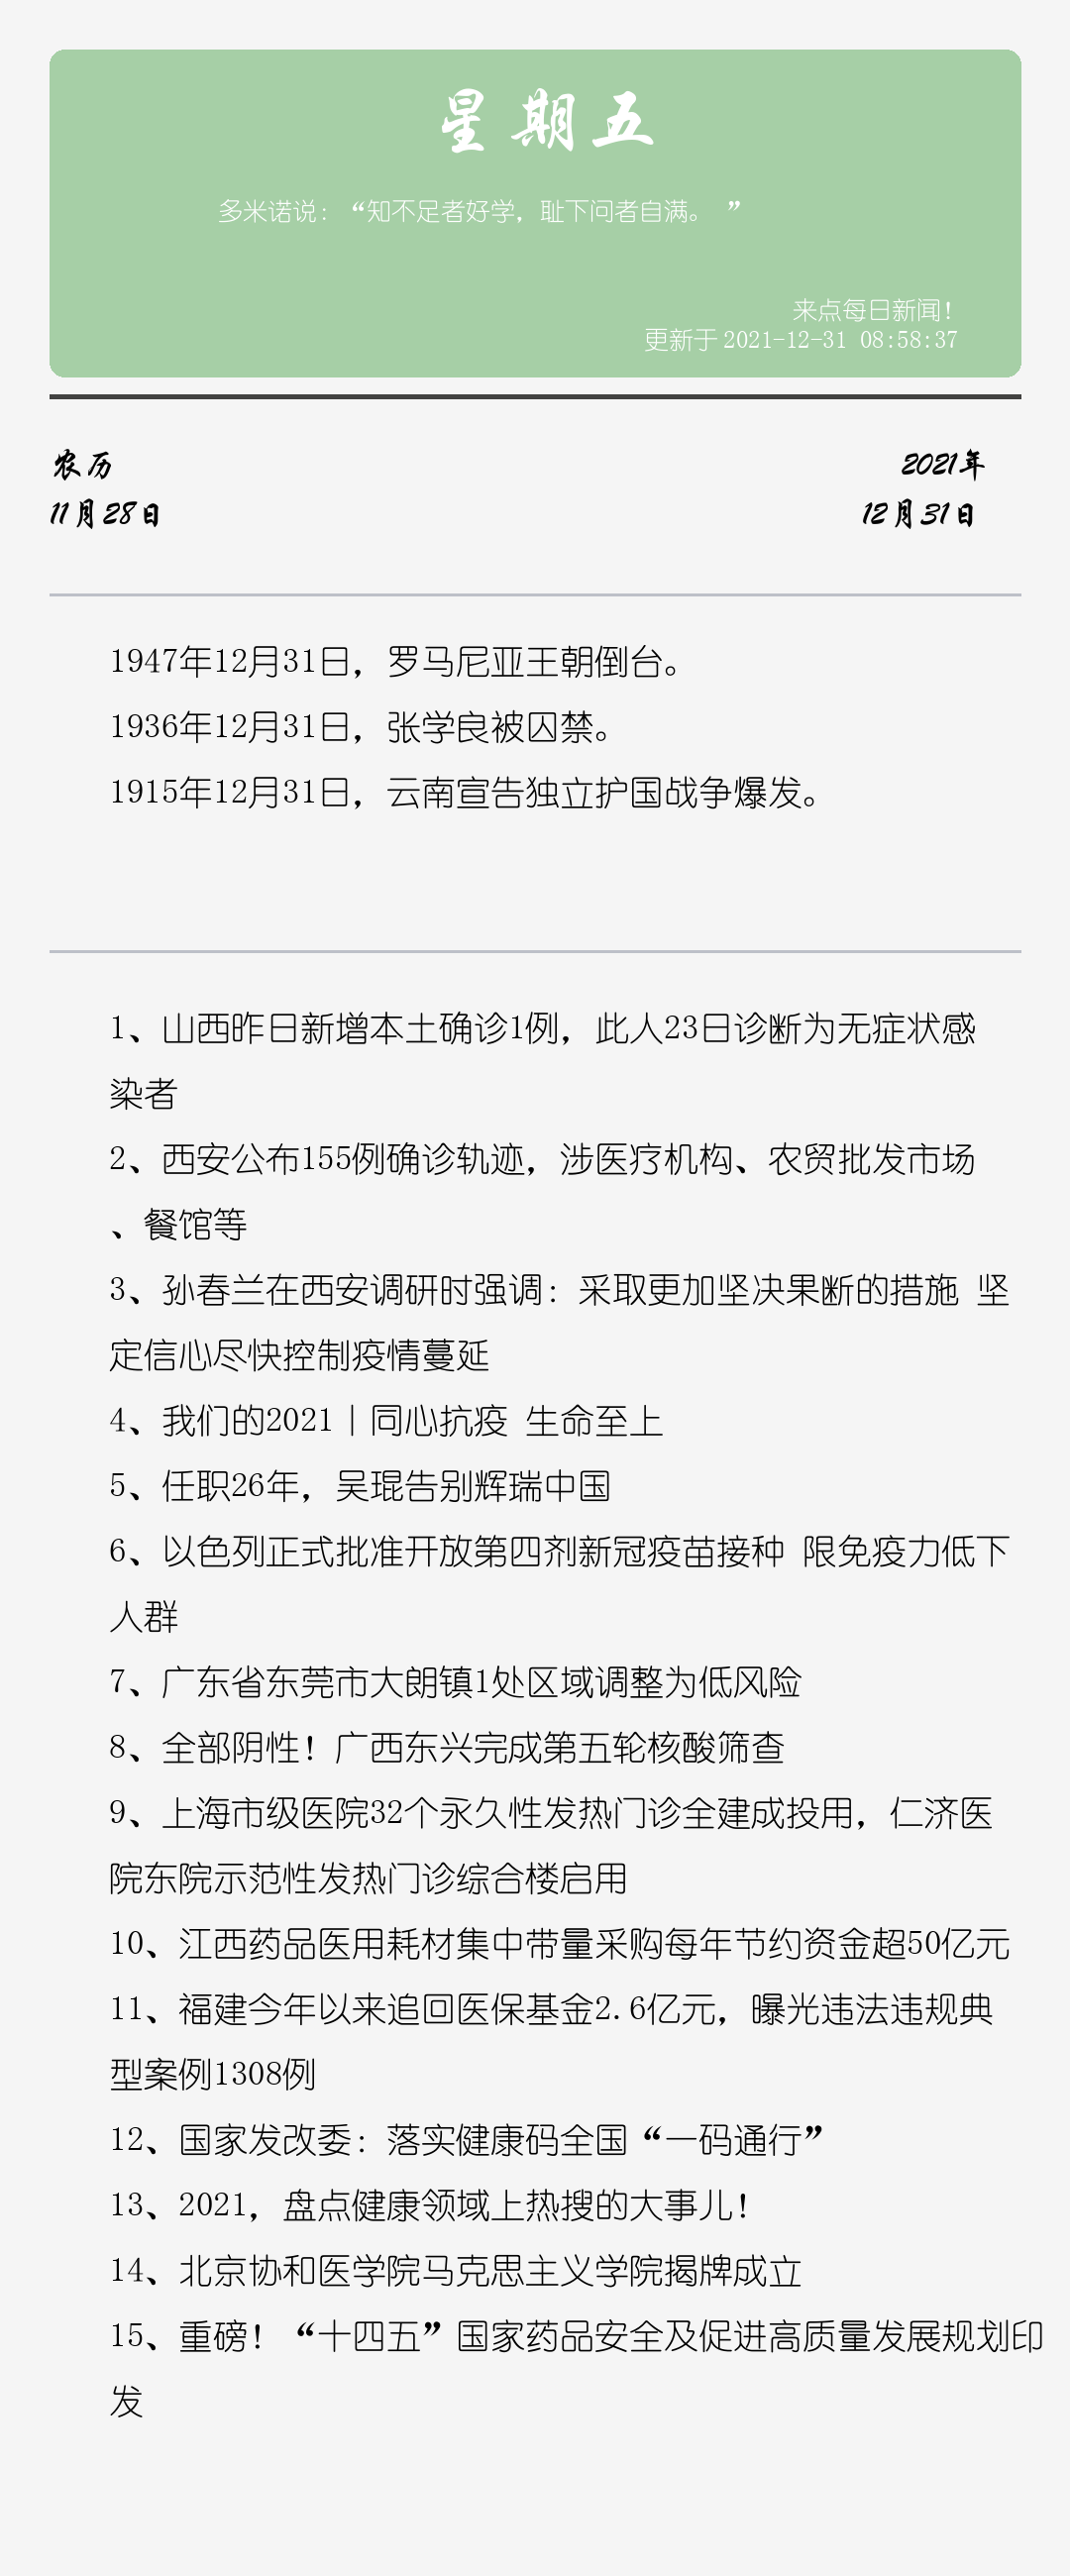 星期五
多米诺说：“知不足者好学，耻下问者自满。 ”
来点每日新闻！
更新于 2021-12-31 08:58:37
农历
11月28日
2021年
12月31日
1947年12月31日，罗马尼亚王朝倒台。
1936年12月31日，张学良被囚禁。
1915年12月31日，云南宣告独立护国战争爆发。
1、山西昨日新增本土确诊1例，此人23日诊断为无症状感
染者
2、西安公布155例确诊轨迹，涉医疗机构、农贸批发市场
、餐馆等
3、孙春兰在西安调研时强调：采取更加坚决果断的措施 坚
定信心尽快控制疫情蔓延
4、我们的2021丨同心抗疫 生命至上
5、任职26年，吴琨告别辉瑞中国
6、以色列正式批准开放第四剂新冠疫苗接种 限免疫力低下
人群
7、广东省东莞市大朗镇1处区域调整为低风险
8、全部阴性！广西东兴完成第五轮核酸筛查
9、上海市级医院32个永久性发热门诊全建成投用，仁济医
院东院示范性发热门诊综合楼启用
10、江西药品医用耗材集中带量采购每年节约资金超50亿元
11、福建今年以来追回医保基金2.6亿元，曝光违法违规典
型案例1308例
12、国家发改委：落实健康码全国“一码通行”
13、2021，盘点健康领域上热搜的大事儿！
14、北京协和医学院马克思主义学院揭牌成立
15、重磅！“十四五”国家药品安全及促进高质量发展规划印
发